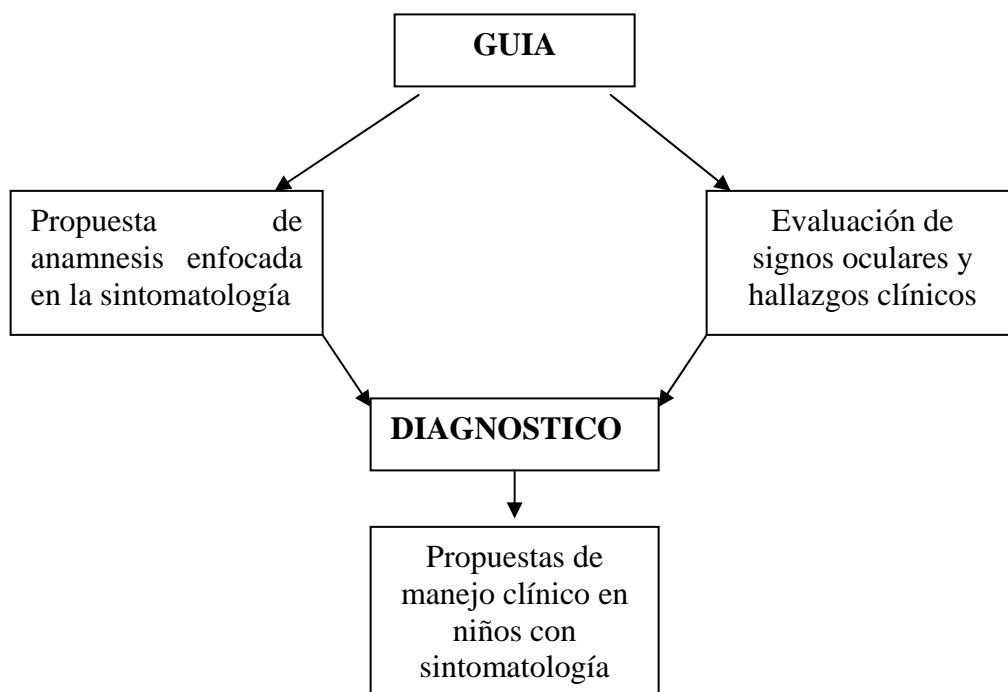 GUIA
Propuesta de
anamnesis enfocada
en la sintomatología
Evaluación de
signos oculares y
hallazgos clínicos
DIAGNOSTICO
Propuestas de
manejo clínico en
niños con
sintomatología